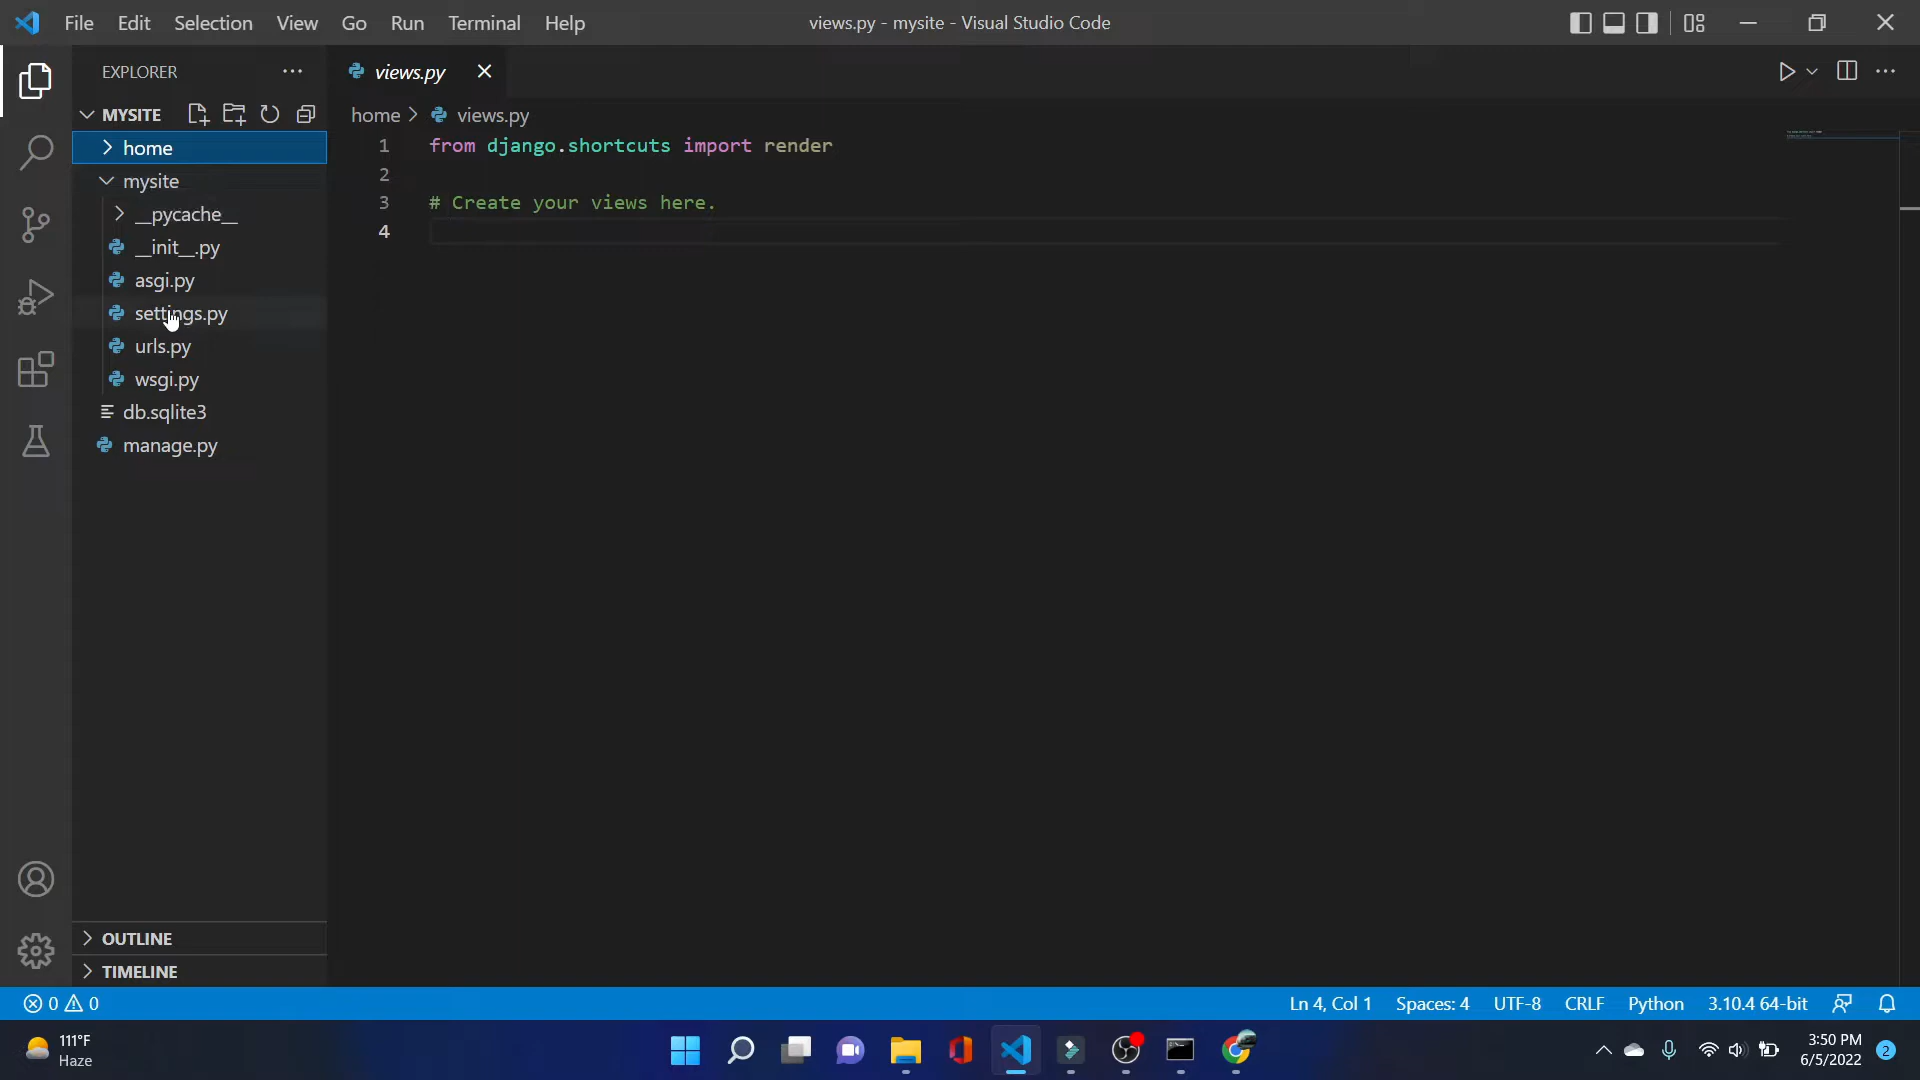 File Edit Selection View Go Run Terminal Help
views.py - mysite - Visual Studio Code
EXPLORER
views.py
MYSITE
home > views.py
home
mysite
__pycache__
__init__.py
asgi.py
settings.py
urls.py
wsgi.py
db.sqlite3
manage.py
1 from django.shortcuts import render
2
3 # Create your views here.
4
OUTLINE
TIMELINE
0 0
Ln 4, Col 1 Spaces: 4 UTF-8 CRLF Python 3.10.4 64-bit
111°F
Haze
3:50 PM
6/5/2022
2